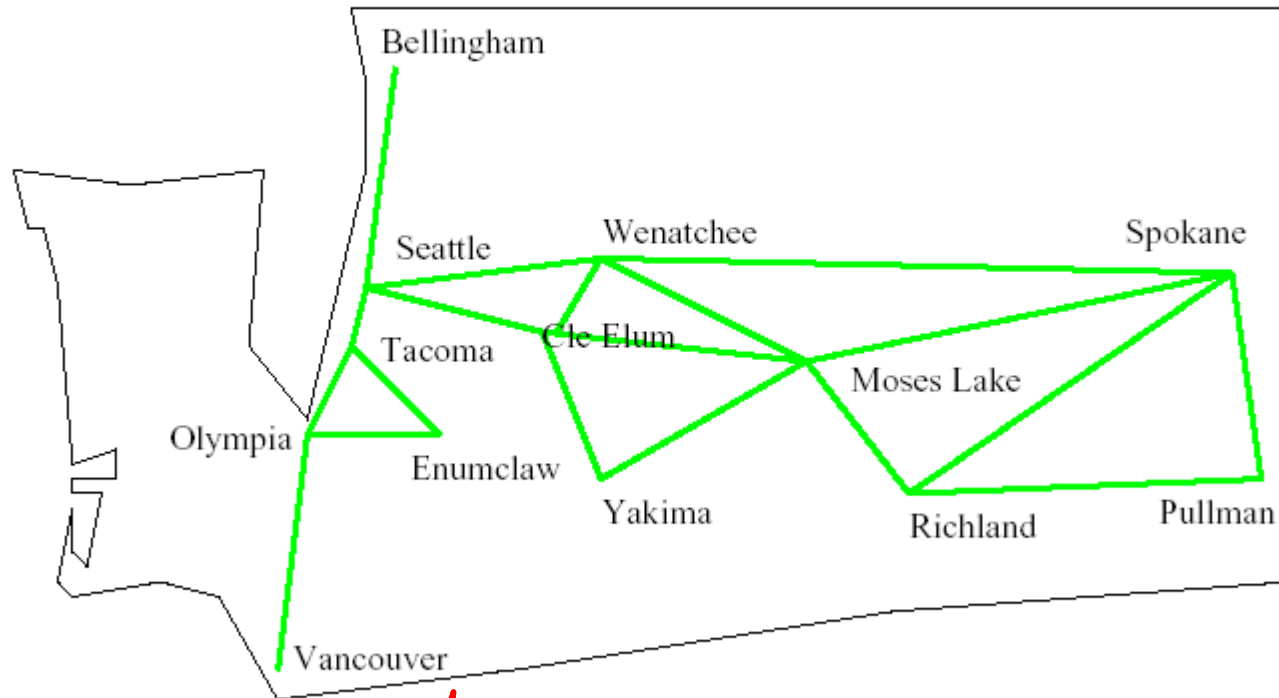 Bellingham
Wenatchee
Spokane
Seattle
Cle Elum
Tacoma
Moses Lake
Olympia
Enumclaw
Yakima
Richland
Pullman
Vancouver